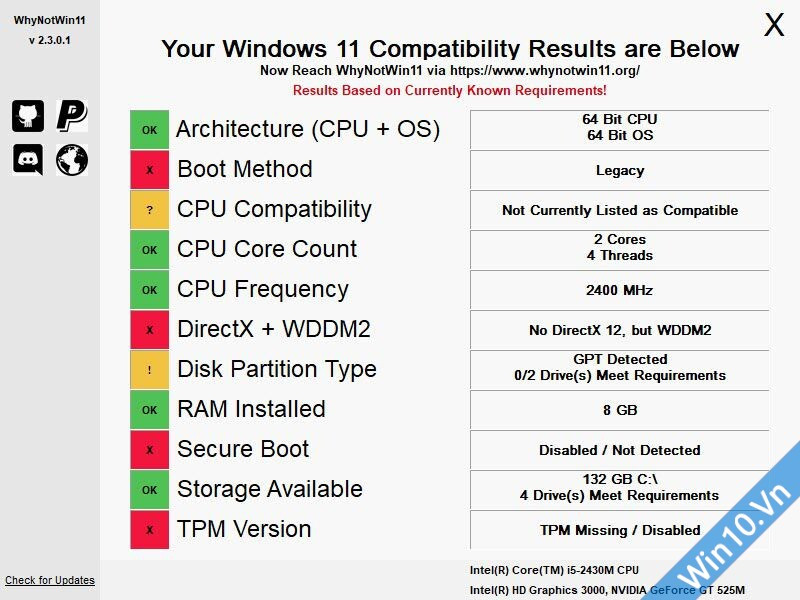 WhyNotWin11
v 2.3.0.1
X
Your Windows 11 Compatibility Results are Below
Now Reach WhyNotWin11 via https://www.whynotwin11.org/
Results Based on Currently Known Requirements!
OK Architecture (CPU + OS) 64 Bit CPU
64 Bit OS
X Boot Method Legacy
? CPU Compatibility Not Currently Listed as Compatible
OK CPU Core Count 2 Cores
4 Threads
OK CPU Frequency 2400 MHz
X DirectX + WDDM2 No DirectX 12, but WDDM2
! Disk Partition Type GPT Detected
0/2 Drive(s) Meet Requirements
OK RAM Installed 8 GB
X Secure Boot Disabled / Not Detected
OK Storage Available 132 GB C:\
4 Drive(s) Meet Requirements
X TPM Version TPM Missing / Disabled
Check for Updates
Intel(R) Core(TM) i5-2430M CPU
Intel(R) HD Graphics 3000, NVIDIA GeForce GT 525M
Win10.Vn